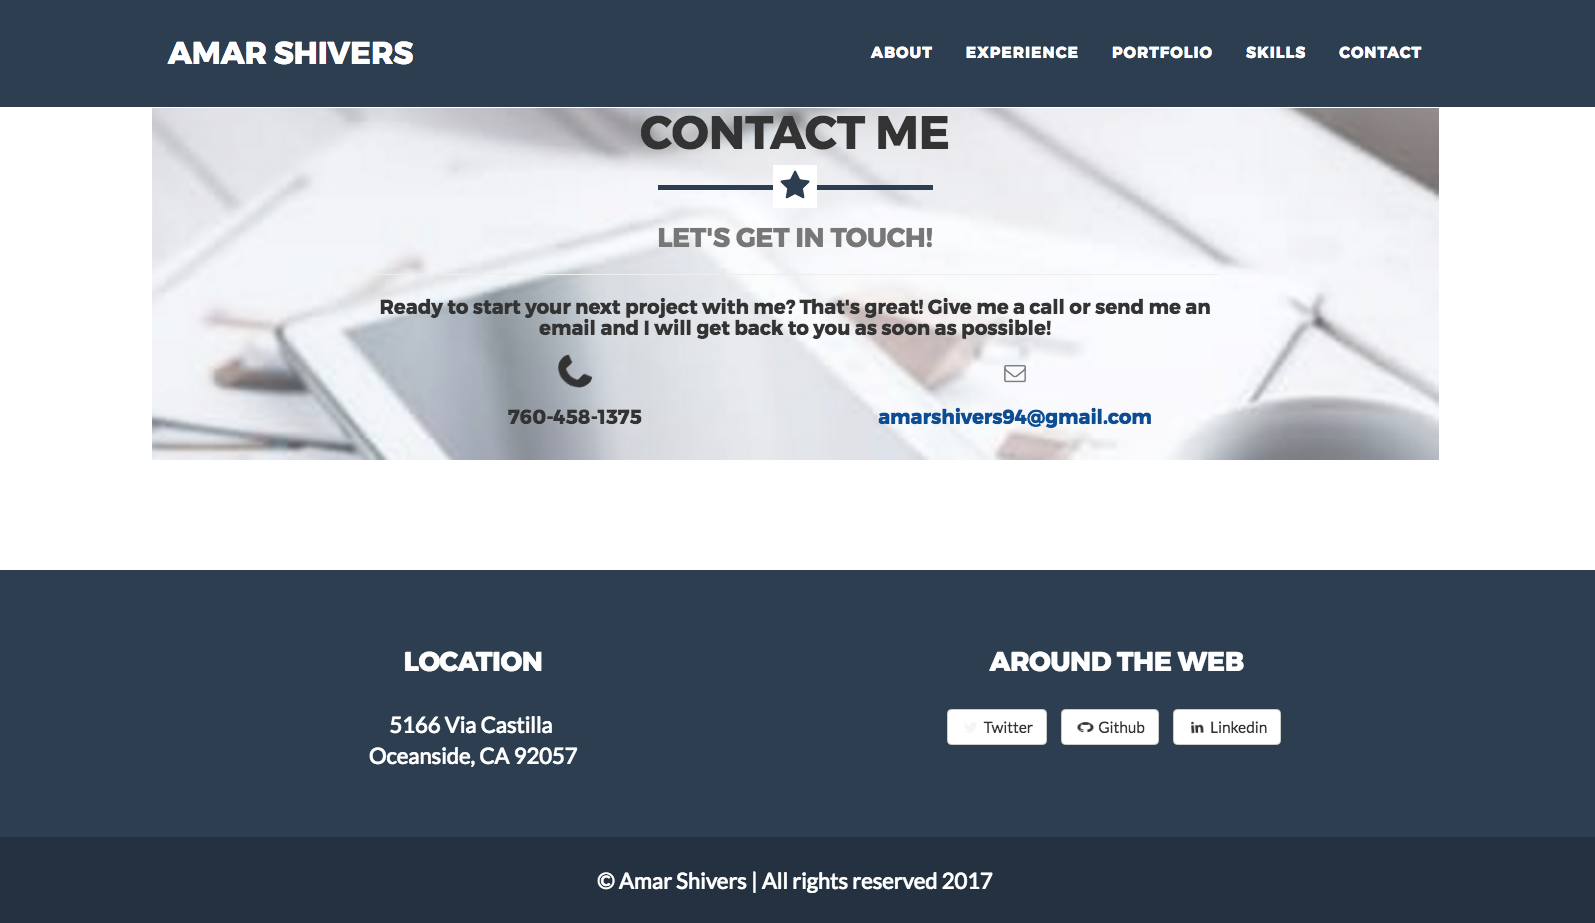 AMAR SHIVERS
ABOUT EXPERIENCE PORTFOLIO SKILLS CONTACT
CONTACT ME
LET'S GET IN TOUCH!
Ready to start your next project with me? That's great! Give me a call or send me an
email and I will get back to you as soon as possible!
760-458-1375
amarshivers94@gmail.com
LOCATION
5166 Via Castilla
Oceanside, CA 92057
AROUND THE WEB
Twitter Github Linkedin
© Amar Shivers | All rights reserved 2017